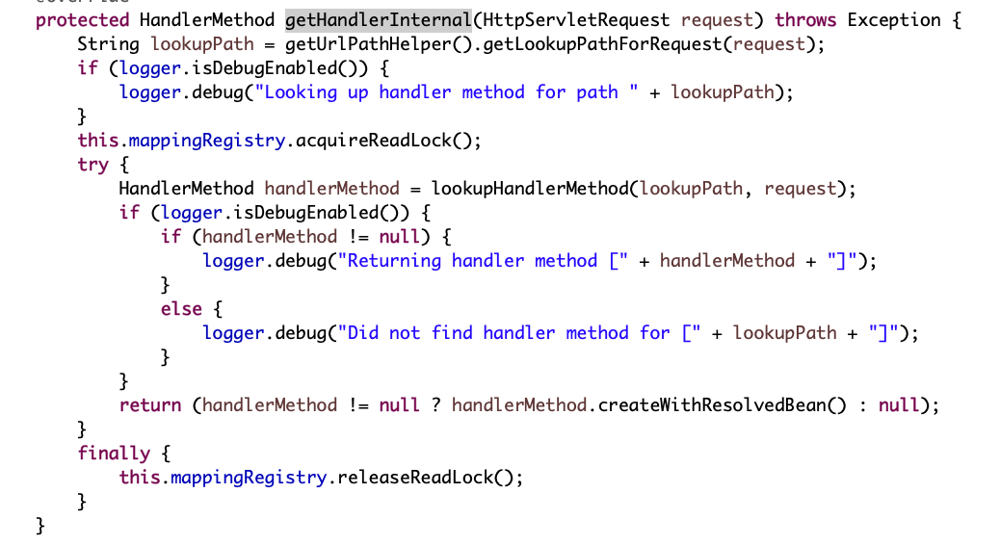 protected HandlerMethod getHandlerInternal(HttpServletRequest request) throws Exception {
    String lookupPath = getUrlPathHelper().getLookupPathForRequest(request);
    if (logger.isDebugEnabled()) {
        logger.debug("Looking up handler method for path " + lookupPath);
    }
    this.mappingRegistry.acquireReadLock();
    try {
        HandlerMethod handlerMethod = lookupHandlerMethod(lookupPath, request);
        if (logger.isDebugEnabled()) {
            if (handlerMethod != null) {
                logger.debug("Returning handler method [" + handlerMethod + "]");
            }
            else {
                logger.debug("Did not find handler method for [" + lookupPath + "]");
            }
        }
        return (handlerMethod != null ? handlerMethod.createWithResolvedBean() : null);
    }
    finally {
        this.mappingRegistry.releaseReadLock();
    }
}